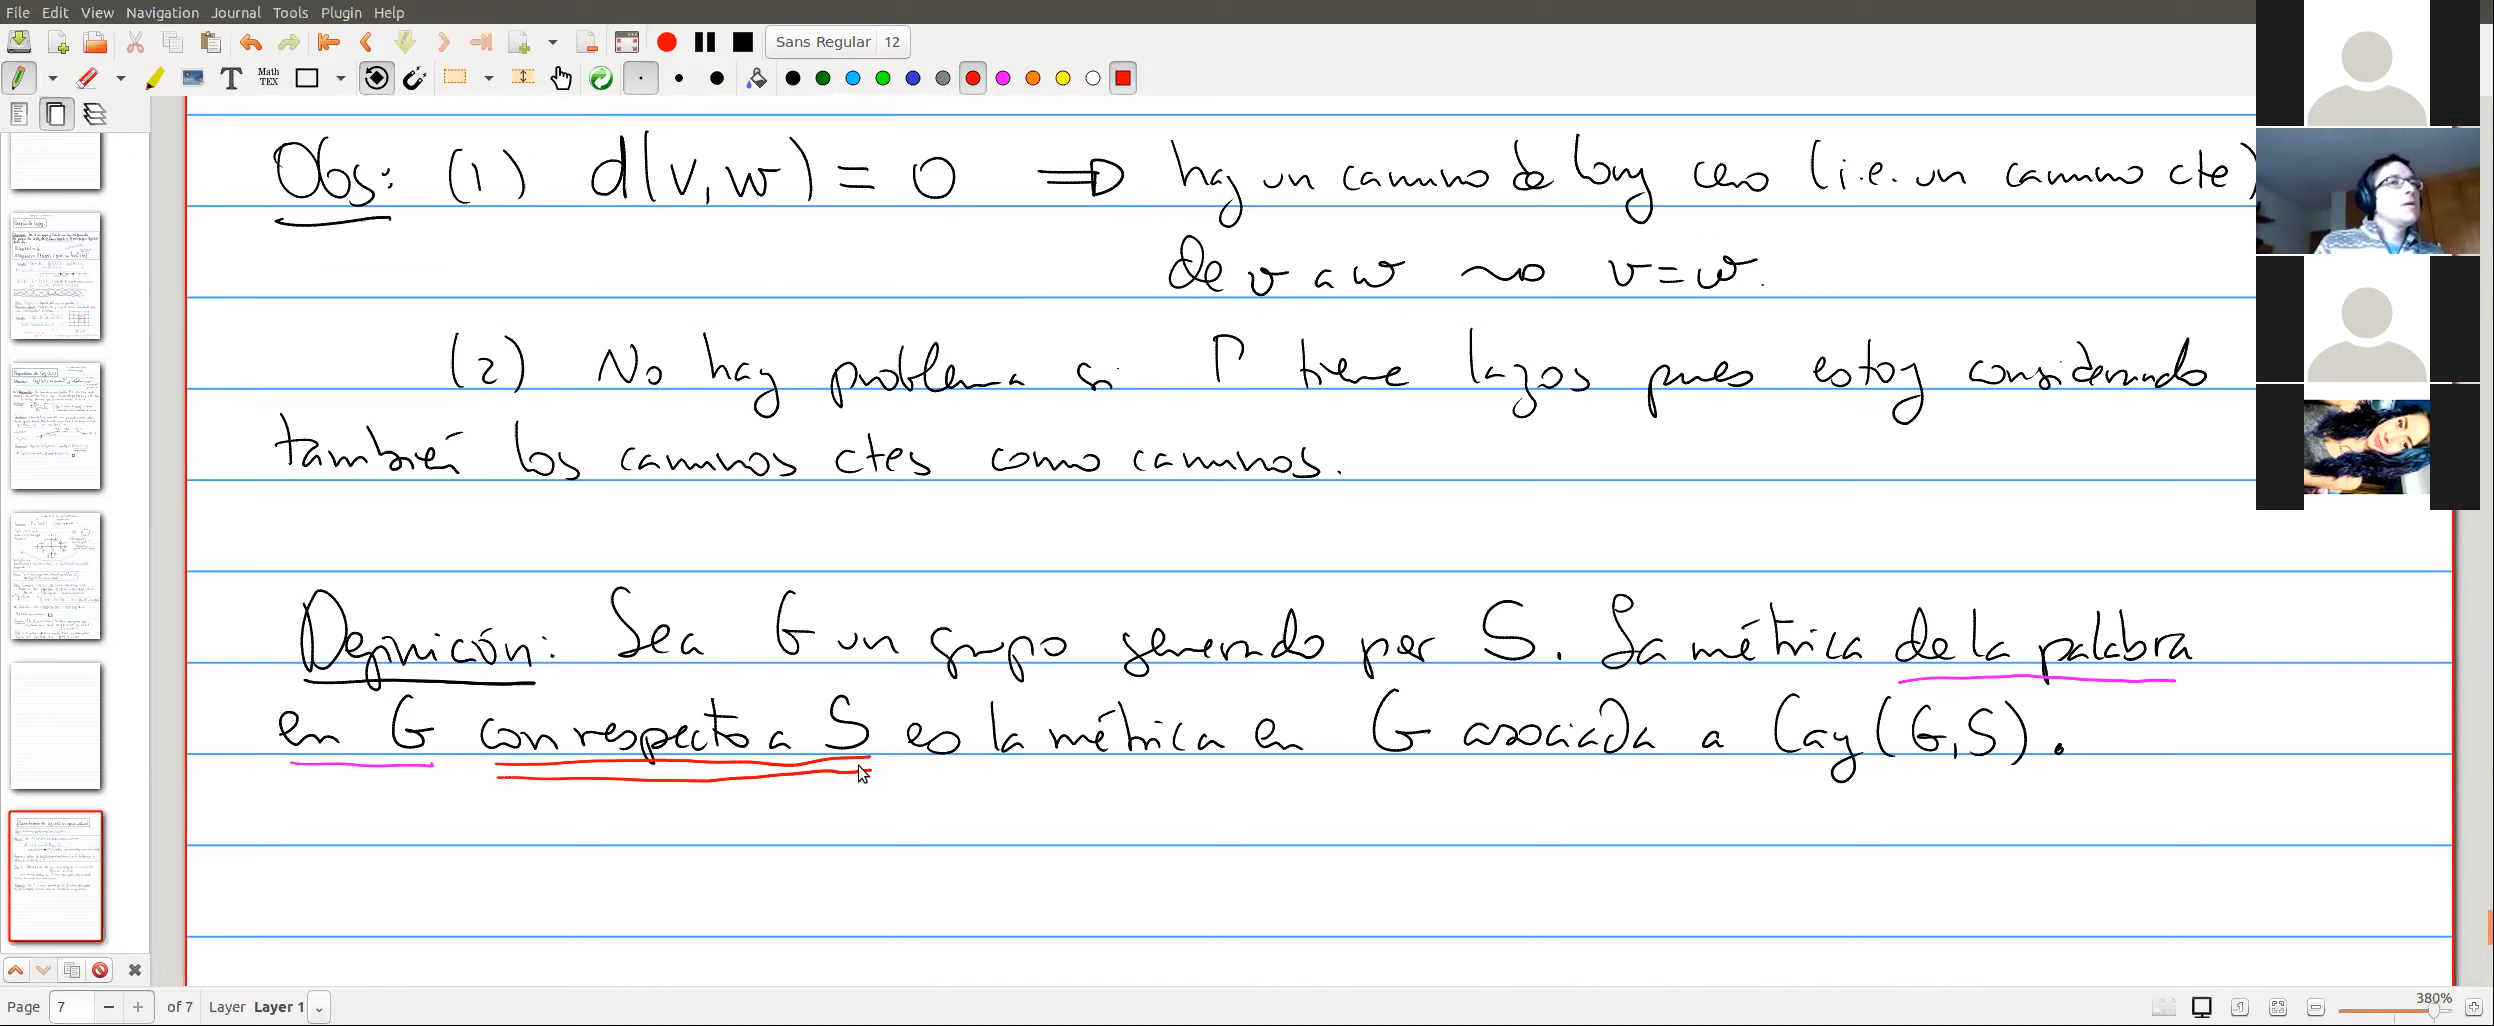 File Edit View Navigation Journal Tools Plugin Help
Sans Regular 12
Math
TEX
Obs: (1) d(v,w) = 0 ⟹ hay un camino de long cero (i.e. un camino cte)
de v a w ⇝ v=w.
(2) No hay problema si Γ tiene lazos pues estoy considerando
también los caminos ctes como caminos.
Definición: Sea G un grupo generado por S. La métrica de la palabra
en G con respecto a S es la métrica en G asociada a Cay(G,S).
Page 7 of 7 Layer Layer 1
380%